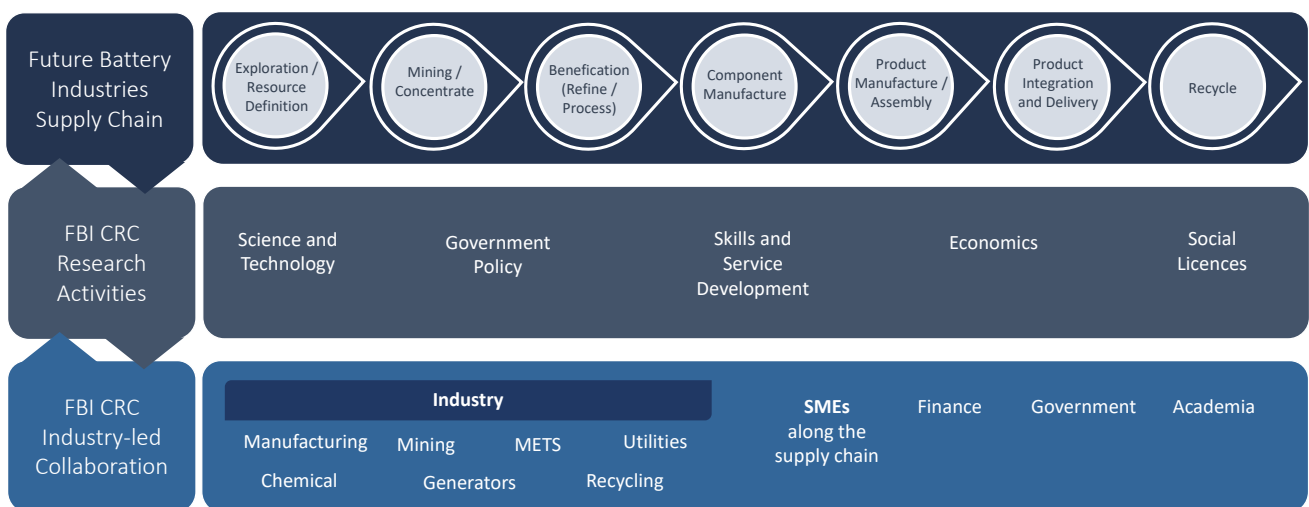 Future Battery
Industries
Supply Chain
Exploration /
Resource
Definition
Mining /
Concentrate
Benefication
(Refine /
Process)
Component
Manufacture
Product
Manufacture /
Assembly
Product
Integration
and Delivery
Recycle
FBI CRC
Research
Activities
Science and
Technology
Government
Policy
Skills and
Service
Development
Economics
Social
Licences
FBI CRC
Industry-led
Collaboration
Industry
Manufacturing
Mining
METS
Utilities
Chemical
Generators
Recycling
SMEs
along the
supply chain
Finance
Government
Academia